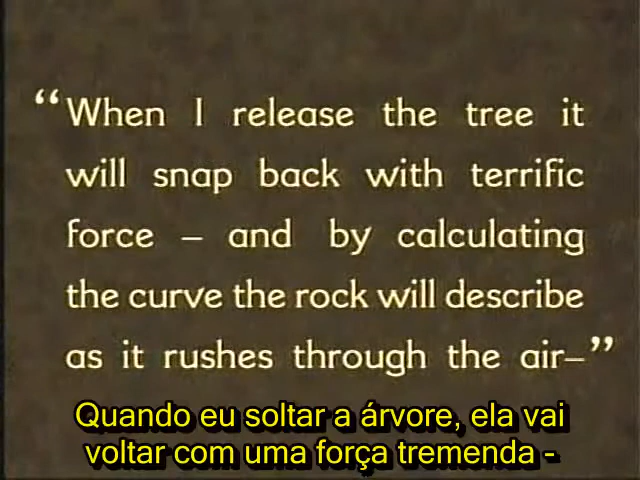 “When I release the tree it
will snap back with terrific
force – and by calculating
the curve the rock will describe
as it rushes through the air–”
Quando eu soltar a árvore, ela vai
voltar com uma força tremenda -